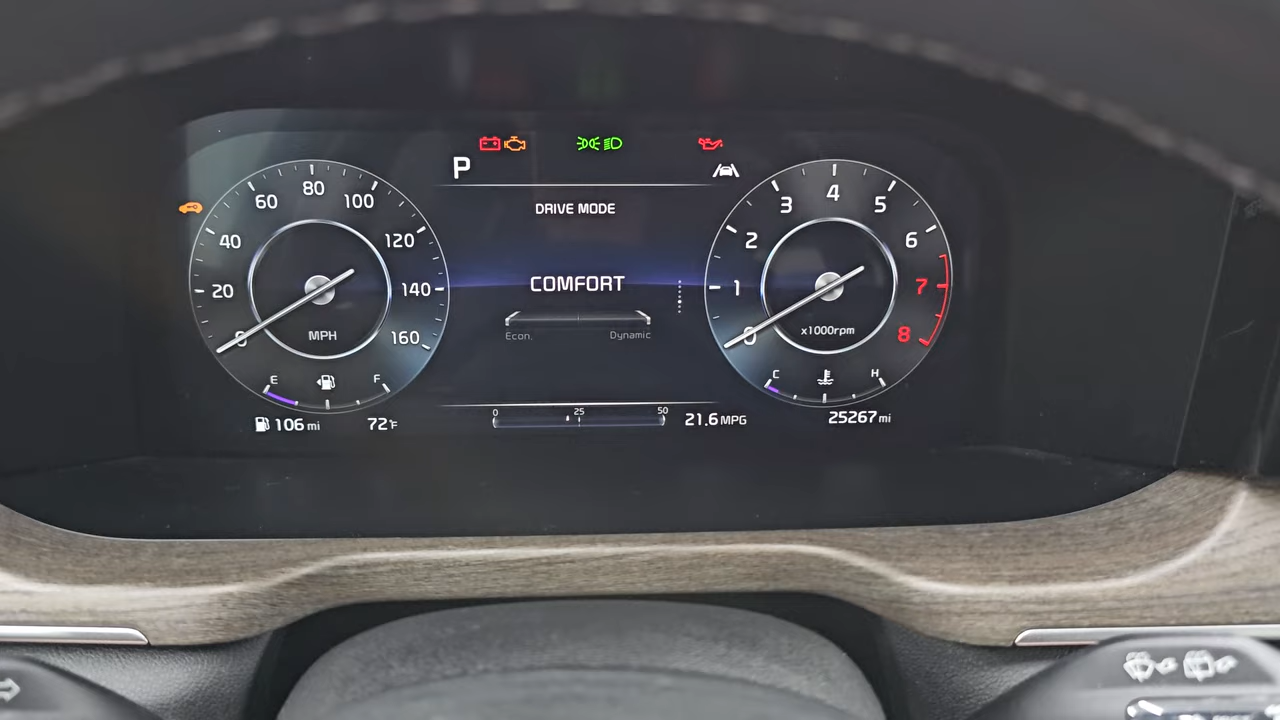 P
DRIVE MODE
COMFORT
Econ. Dynamic
0 20 40 60 80 100 120 140 160
MPH
E F
106 mi 72°F
0 25 50
21.6 MPG
0 1 2 3 4 5 6 7 8
x1000rpm
C H
25267 mi